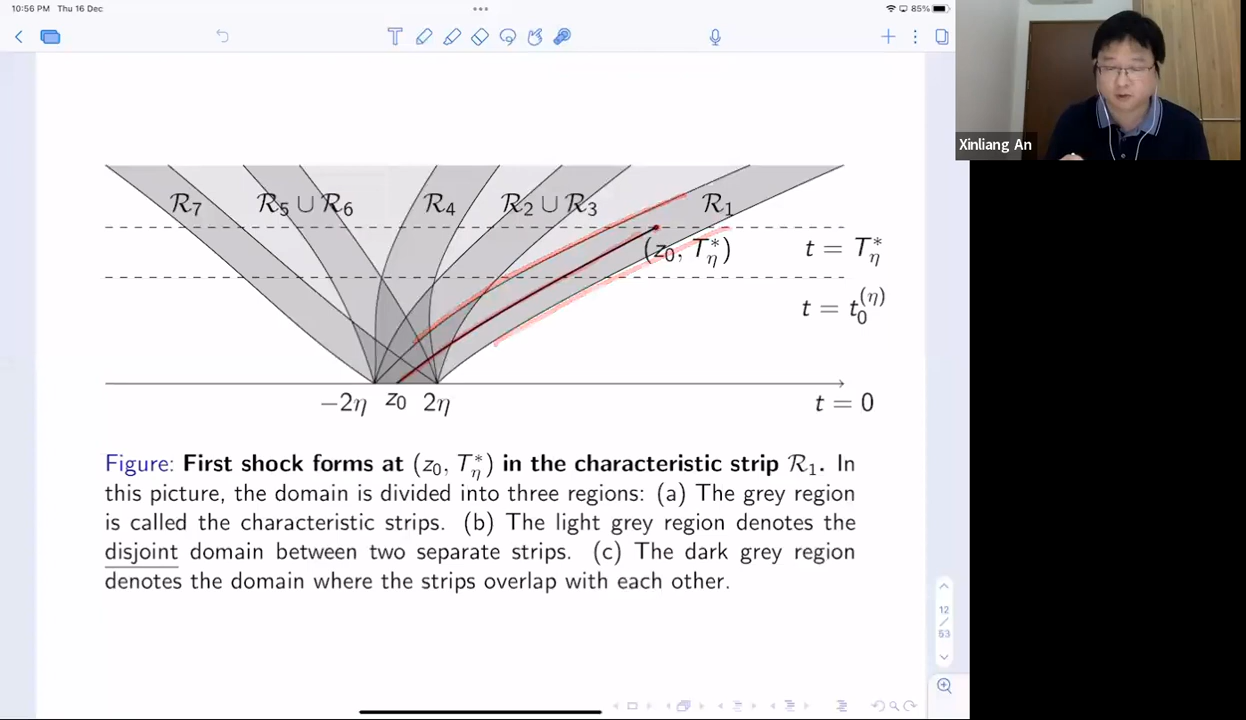 10:56 PM Thu 16 Dec
85%
Xinliang An
R₇ R₅ ∪ R₆ R₄ R₂ ∪ R₃ R₁
(z₀, T*_η) t = T*_η
t = t₀^(η)
−2η z₀ 2η t = 0
Figure: First shock forms at (z₀, T*_η) in the characteristic strip R₁. In
this picture, the domain is divided into three regions: (a) The grey region
is called the characteristic strips. (b) The light grey region denotes the
disjoint domain between two separate strips. (c) The dark grey region
denotes the domain where the strips overlap with each other.
12
/
53